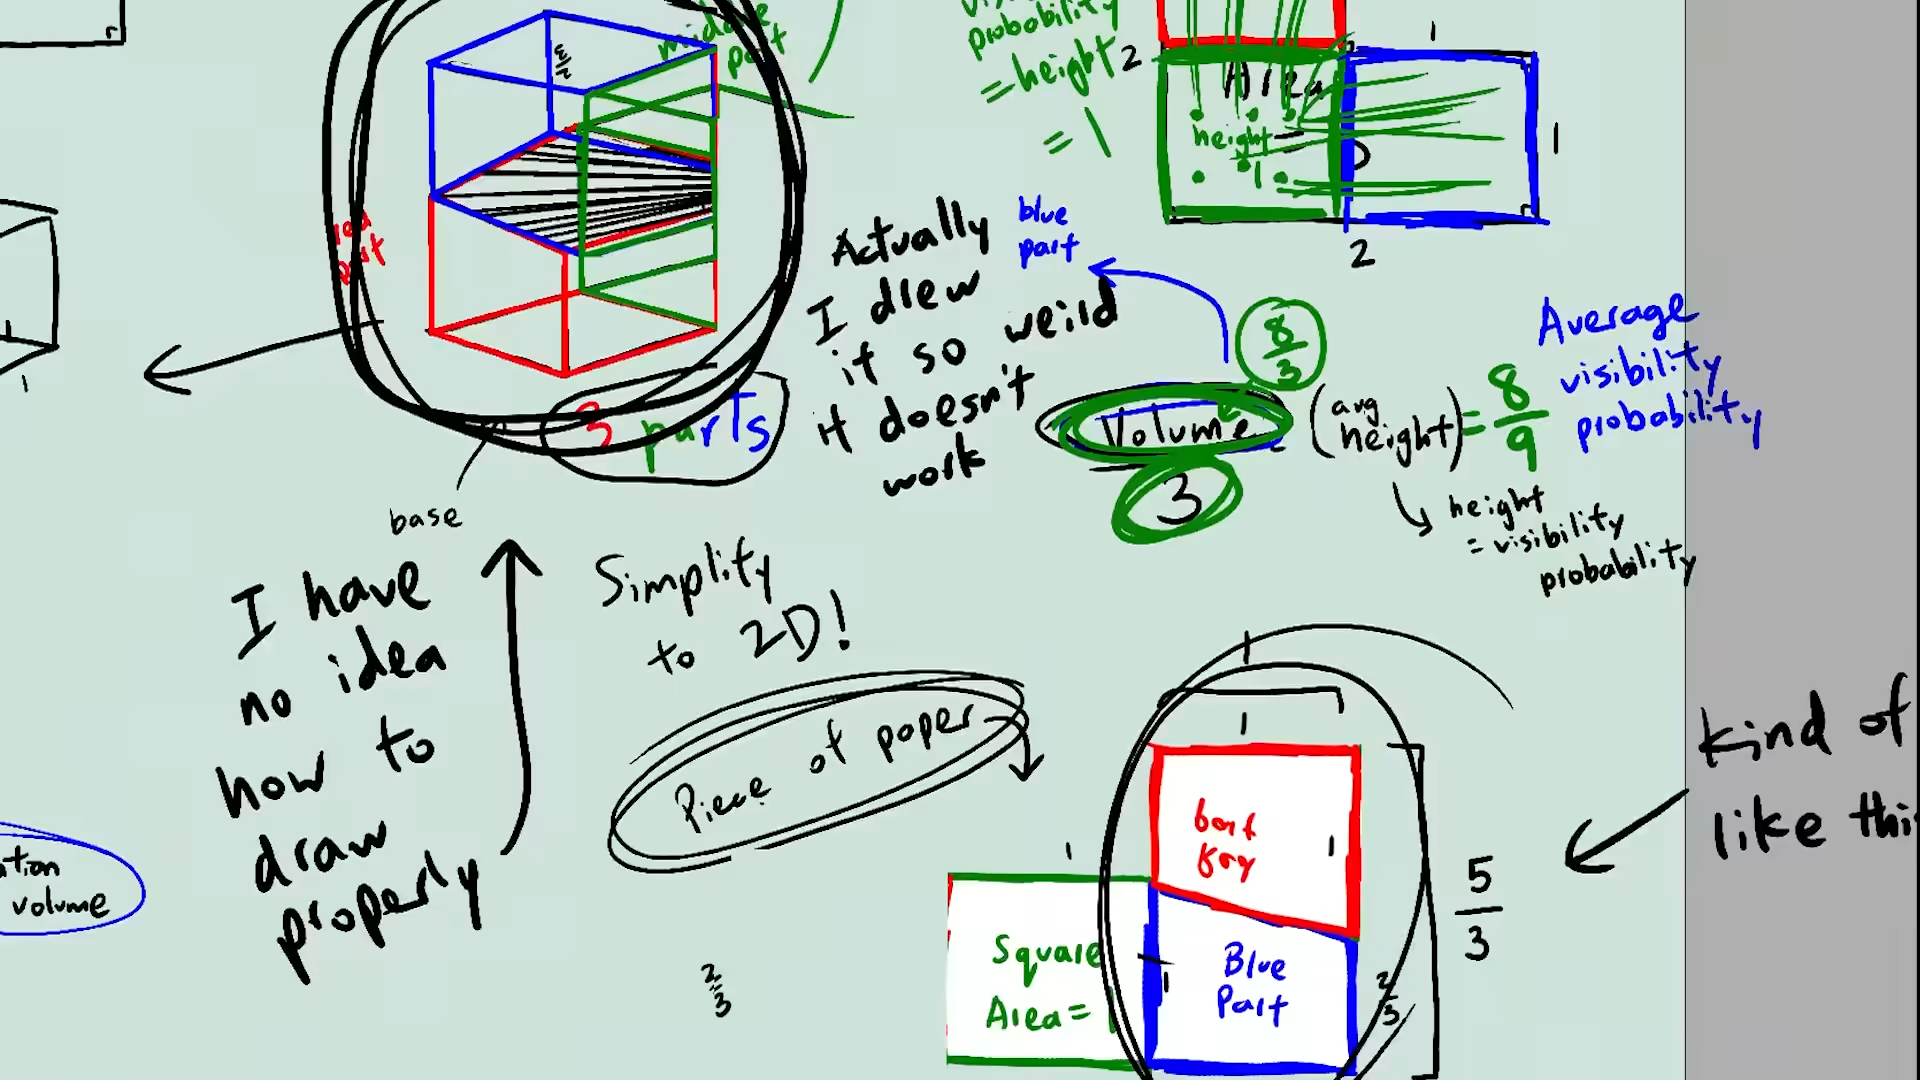 middle
part
probability
= height
= 1
2
1
Area
height
1
1
2
red
part
3 parts
base
Actually
I drew
it so weird
it doesn't
work
blue
part
8
3
Volume
3
(avg
height)
= 8
9
Average
visibility
probability
height
= visibility
probability
I have
no idea
how to
draw
properly
Simplify
to 2D!
Piece of paper
1
1
1
1
5
3
kind of
like this
Square
Area = 1
1
Blue
Part
2
3
2
3
volume
1